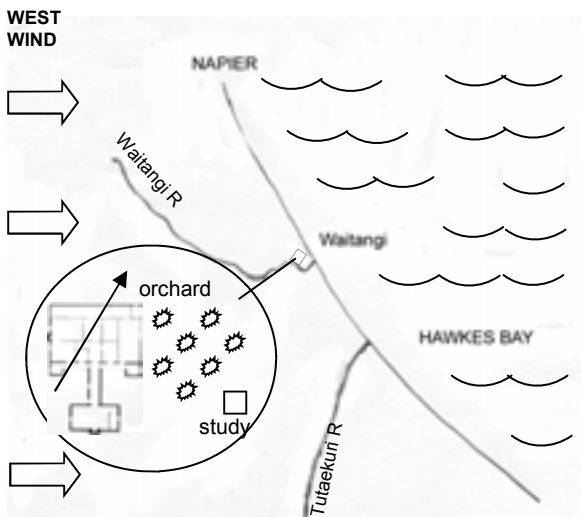 WEST
WIND
NAPIER
Waitangi R
Waitangi
orchard
HAWKES BAY
study
Tutaekuri R